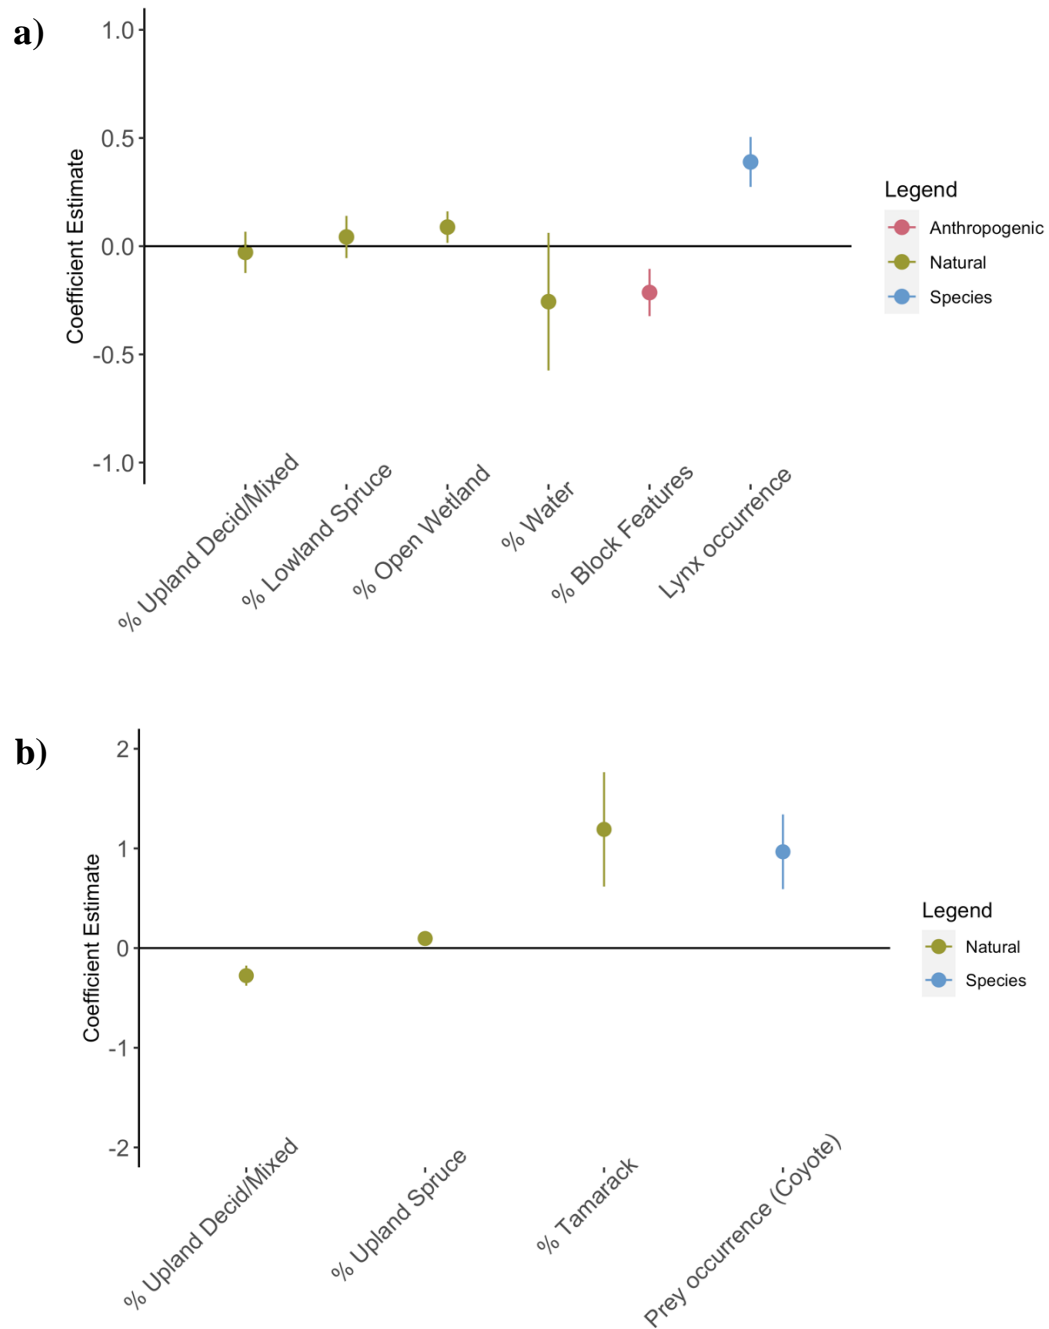 a)
1.0
0.5
0.0
-0.5
-1.0
Coefficient Estimate
% Upland Decid/Mixed
% Lowland Spruce
% Open Wetland
% Water
% Block Features
Lynx occurrence
Legend
Anthropogenic
Natural
Species
b)
2
1
0
-1
-2
Coefficient Estimate
% Upland Decid/Mixed
% Upland Spruce
% Tamarack
Prey occurrence (Coyote)
Legend
Natural
Species